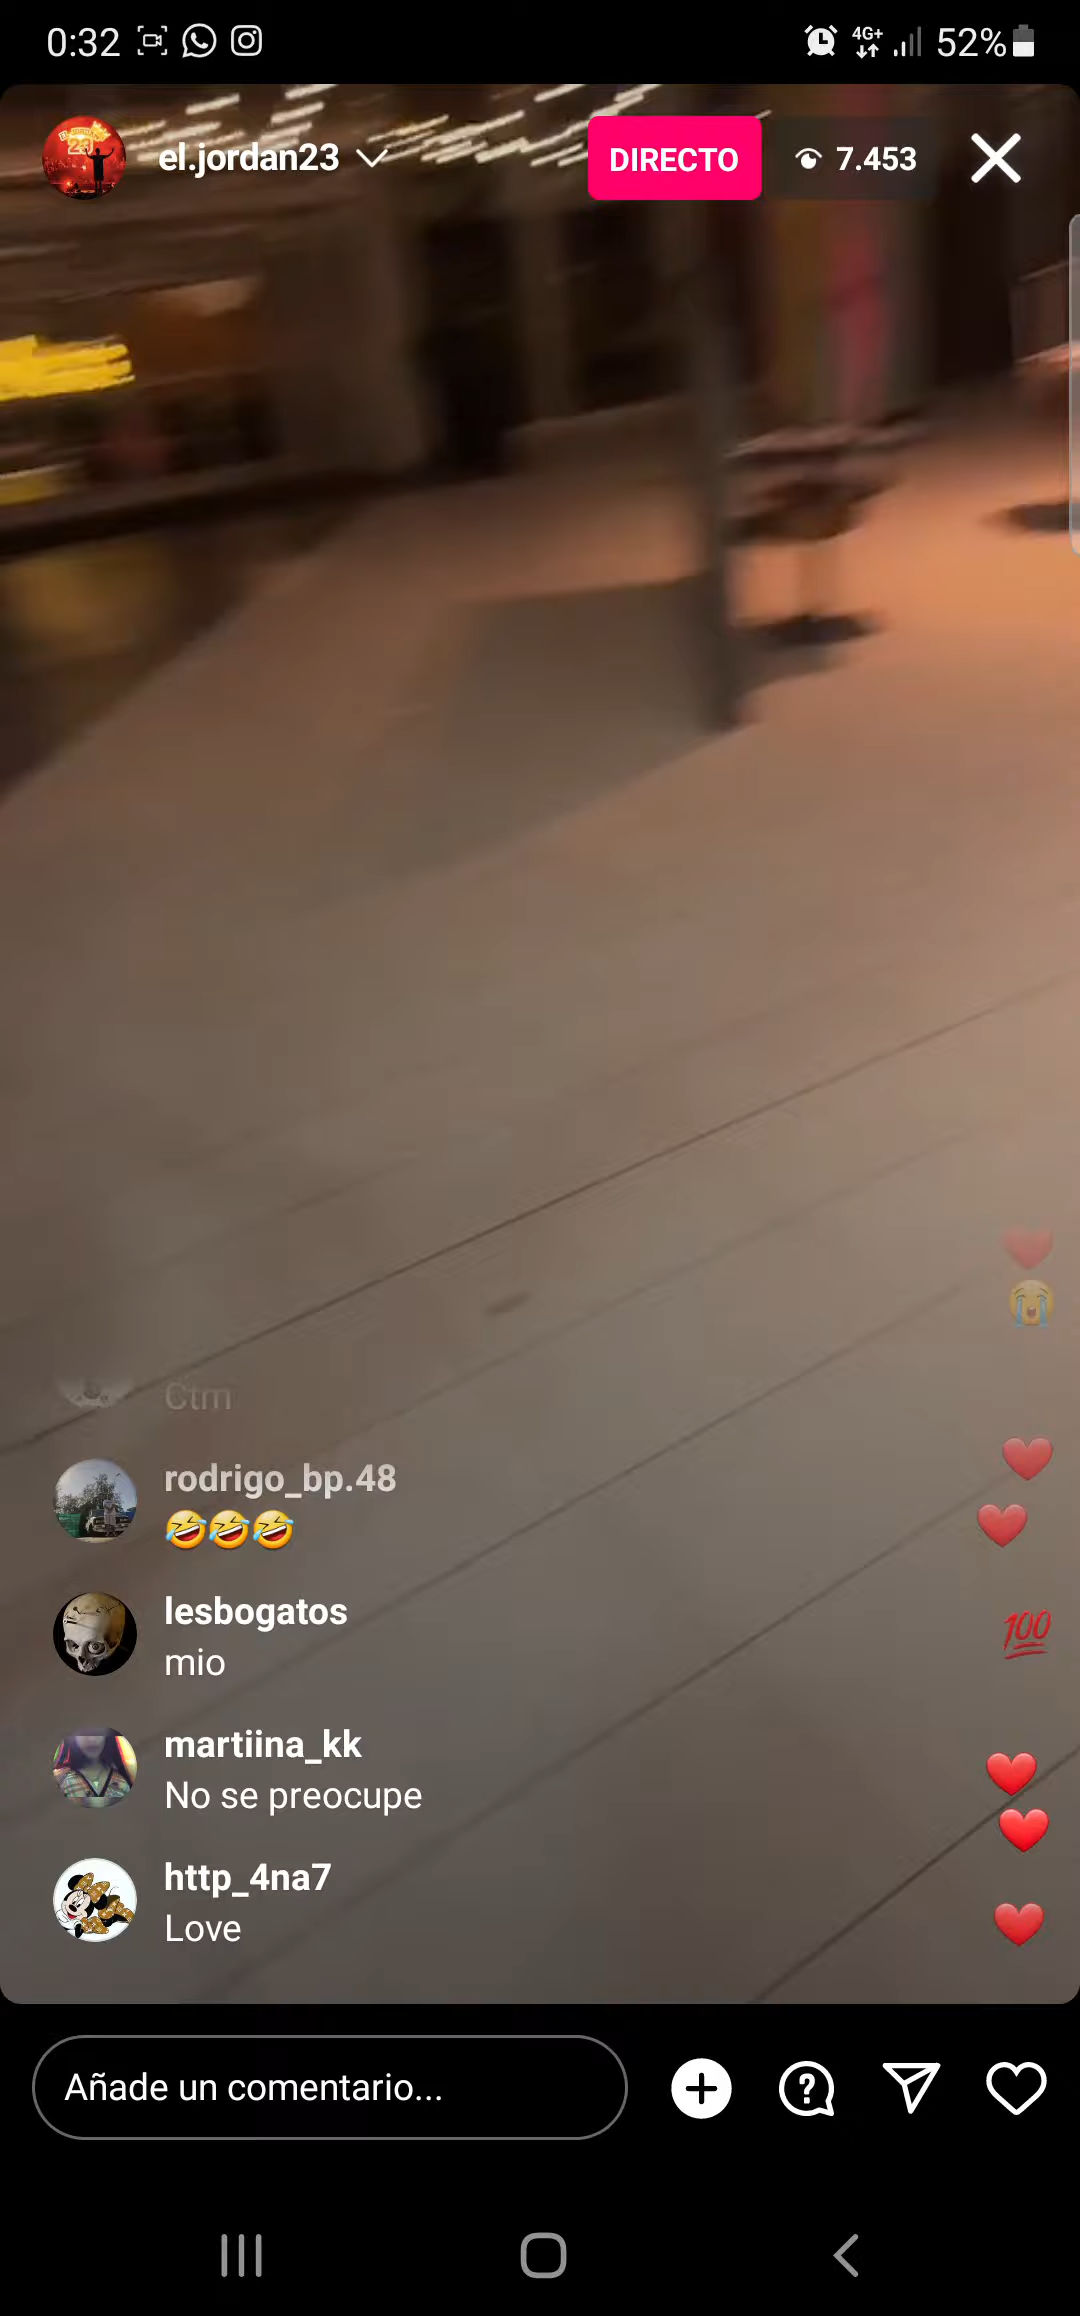 0:32
4G+
52%
el.jordan23
DIRECTO
7.453
Ctm
rodrigo_bp.48
🤣🤣🤣
lesbogatos
mio
martiina_kk
No se preocupe
http_4na7
Love
Añade un comentario...